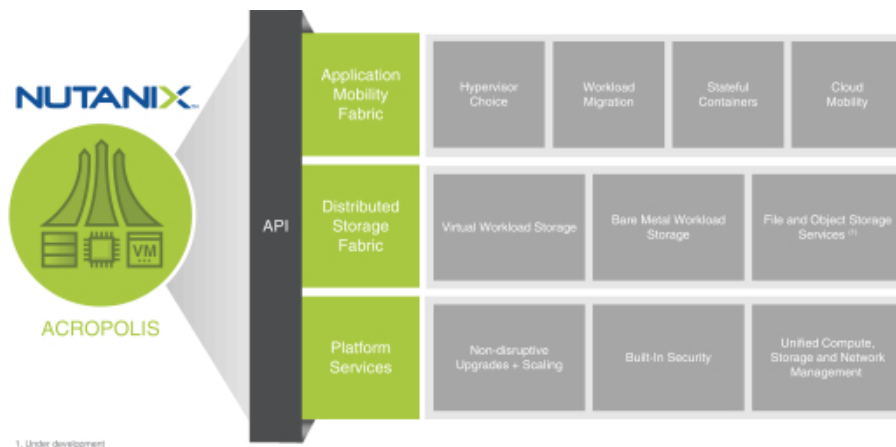 NUTANIX™
VM
ACROPOLIS
API
Application
Mobility
Fabric
Hypervisor
Choice
Workload
Migration
Stateful
Containers
Cloud
Mobility
Distributed
Storage
Fabric
Virtual Workload Storage
Bare Metal Workload
Storage
File and Object Storage
Services (1)
Platform
Services
Non-disruptive
Upgrades + Scaling
Built-In Security
Unified Compute,
Storage and Network
Management
1. Under development